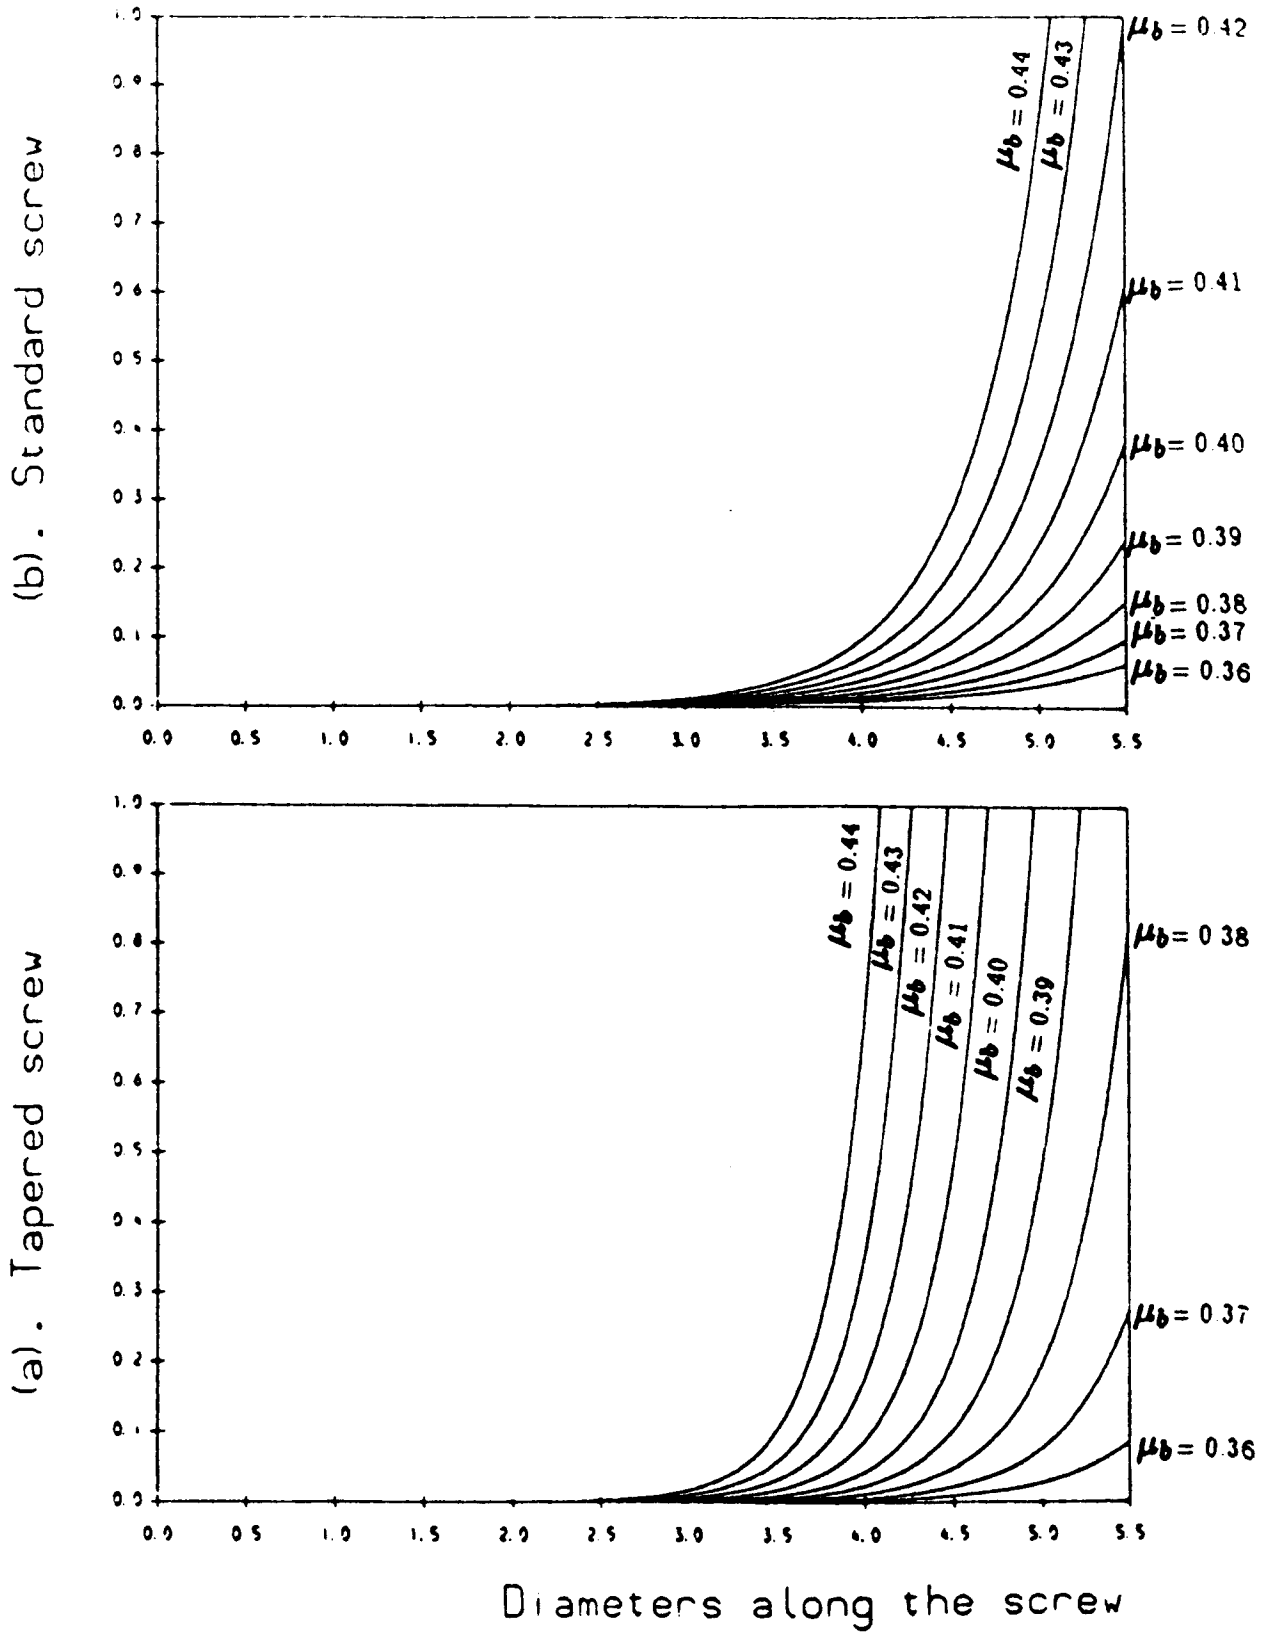 (b). Standard screw
1.0
0.9
0.8
0.7
0.6
0.5
0.4
0.3
0.2
0.1
0.0
μb = 0.44
μb = 0.43
μb = 0.42
μb = 0.41
μb = 0.40
μb = 0.39
μb = 0.38
μb = 0.37
μb = 0.36
0.0 0.5 1.0 1.5 2.0 2.5 3.0 3.5 4.0 4.5 5.0 5.5
(a). Tapered screw
1.0
0.9
0.8
0.7
0.6
0.5
0.4
0.3
0.2
0.1
0.0
μb = 0.44
μb = 0.43
μb = 0.42
μb = 0.41
μb = 0.40
μb = 0.39
μb = 0.38
μb = 0.37
μb = 0.36
0.0 0.5 1.0 1.5 2.0 2.5 3.0 3.5 4.0 4.5 5.0 5.5
Diameters along the screw